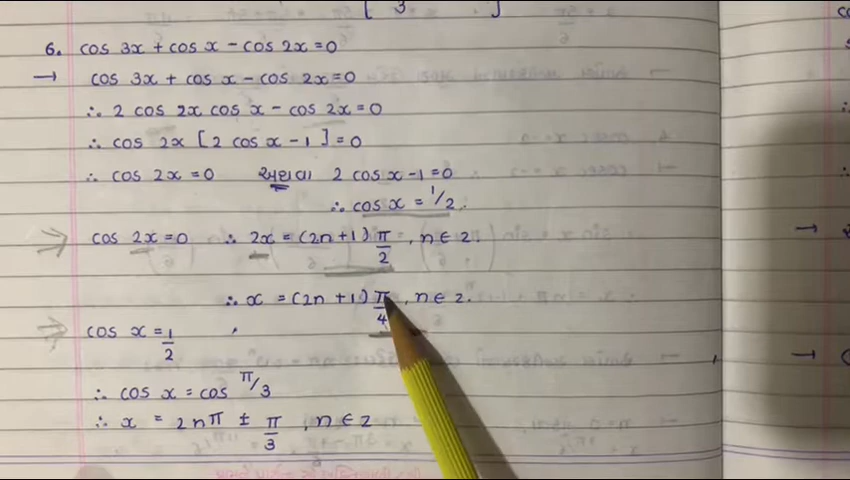 [ 3 ]
6. cos 3x + cos x - cos 2x = 0
→ cos 3x + cos x - cos 2x = 0
∴ 2 cos 2x cos x - cos 2x = 0
∴ cos 2x [ 2 cos x - 1 ] = 0
∴ cos 2x = 0 અથવા 2 cos x - 1 = 0
∴ cos x = 1/2.
⇒ cos 2x = 0 ∴ 2x = (2n+1) π/2, n ∈ Z.
∴ x = (2n + 1) π/4, n ∈ Z.
⇒ cos x = 1/2,
∴ cos x = cos π/3
∴ x = 2nπ ± π/3, n ∈ Z